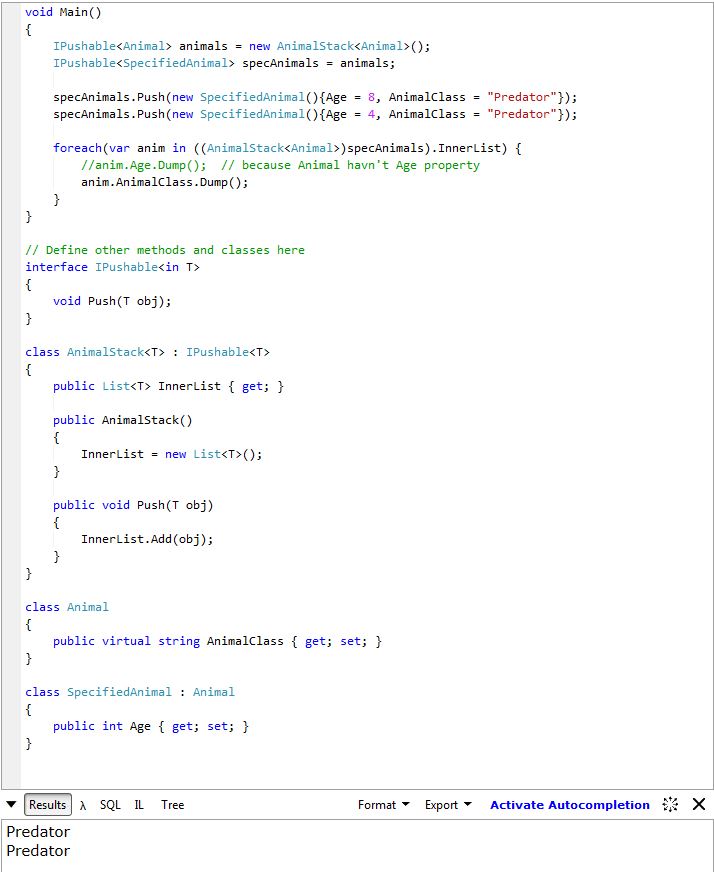 void Main()
{
    IPushable<Animal> animals = new AnimalStack<Animal>();
    IPushable<SpecifiedAnimal> specAnimals = animals;

    specAnimals.Push(new SpecifiedAnimal(){Age = 8, AnimalClass = "Predator"});
    specAnimals.Push(new SpecifiedAnimal(){Age = 4, AnimalClass = "Predator"});

    foreach(var anim in ((AnimalStack<Animal>)specAnimals).InnerList) {
        //anim.Age.Dump();  // because Animal havn't Age property
        anim.AnimalClass.Dump();
    }
}

// Define other methods and classes here
interface IPushable<in T>
{
    void Push(T obj);
}

class AnimalStack<T> : IPushable<T>
{
    public List<T> InnerList { get; }

    public AnimalStack()
    {
        InnerList = new List<T>();
    }

    public void Push(T obj)
    {
        InnerList.Add(obj);
    }
}

class Animal
{
    public virtual string AnimalClass { get; set; }
}

class SpecifiedAnimal : Animal
{
    public int Age { get; set; }
}

Results λ SQL IL Tree Format Export Activate Autocompletion
Predator
Predator